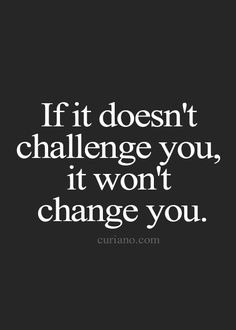 If it doesn't
challenge you,
it won't
change you.
curiano.com